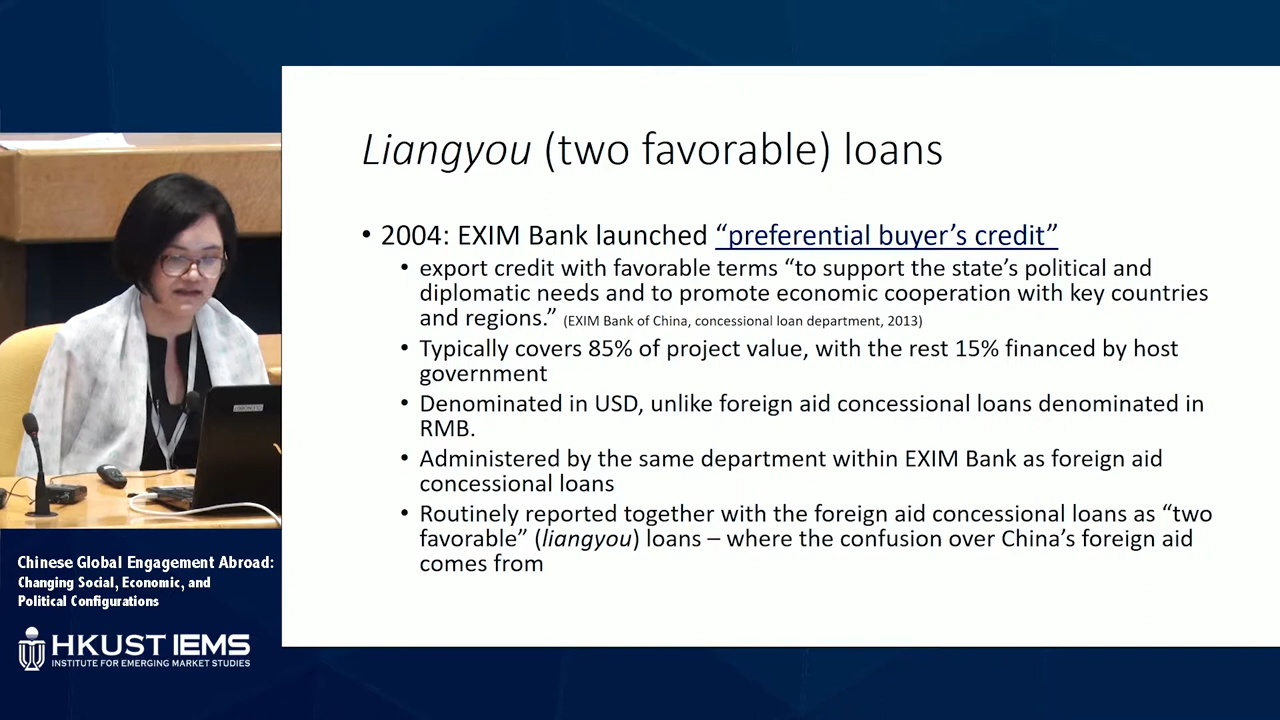 Liangyou (two favorable) loans
• 2004: EXIM Bank launched “preferential buyer’s credit”
• export credit with favorable terms “to support the state’s political and
diplomatic needs and to promote economic cooperation with key countries
and regions.” (EXIM Bank of China, concessional loan department, 2013)
• Typically covers 85% of project value, with the rest 15% financed by host
government
• Denominated in USD, unlike foreign aid concessional loans denominated in
RMB.
• Administered by the same department within EXIM Bank as foreign aid
concessional loans
• Routinely reported together with the foreign aid concessional loans as “two
favorable” (liangyou) loans – where the confusion over China’s foreign aid
comes from
Chinese Global Engagement Abroad:
Changing Social, Economic, and
Political Configurations
HKUST IEMS
INSTITUTE FOR EMERGING MARKET STUDIES